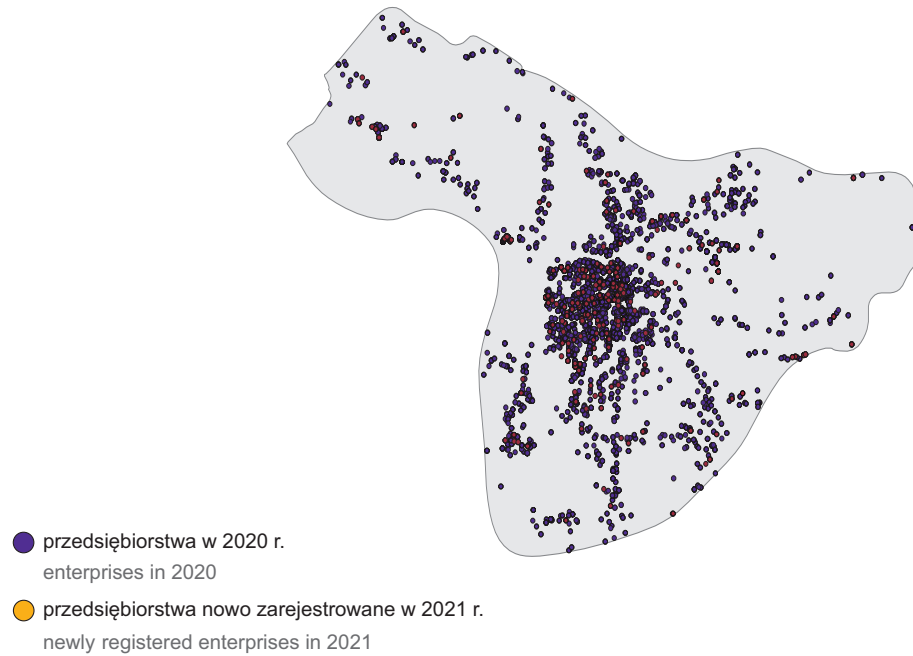 przedsiębiorstwa w 2020 r.
enterprises in 2020
przedsiębiorstwa nowo zarejestrowane w 2021 r.
newly registered enterprises in 2021